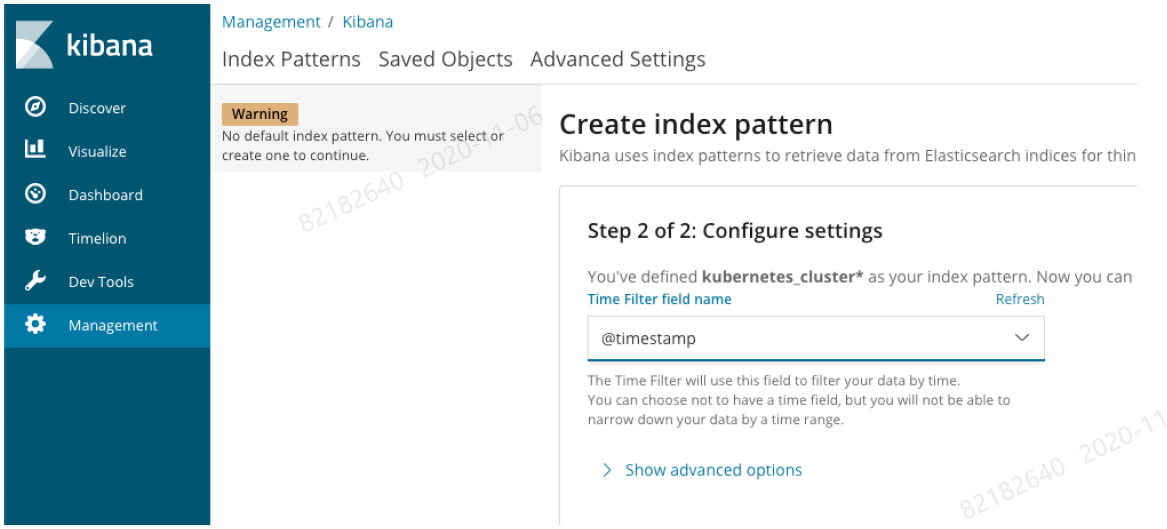 kibana
Discover
Visualize
Dashboard
Timelion
Dev Tools
Management
Management / Kibana
Index Patterns Saved Objects Advanced Settings
Warning
No default index pattern. You must select or
create one to continue.
Create index pattern
Kibana uses index patterns to retrieve data from Elasticsearch indices for thin
Step 2 of 2: Configure settings
You've defined kubernetes_cluster* as your index pattern. Now you can
Time Filter field name Refresh
@timestamp
The Time Filter will use this field to filter your data by time.
You can choose not to have a time field, but you will not be able to
narrow down your data by a time range.
Show advanced options
82182640 2020-11-06
82182640 2020-11